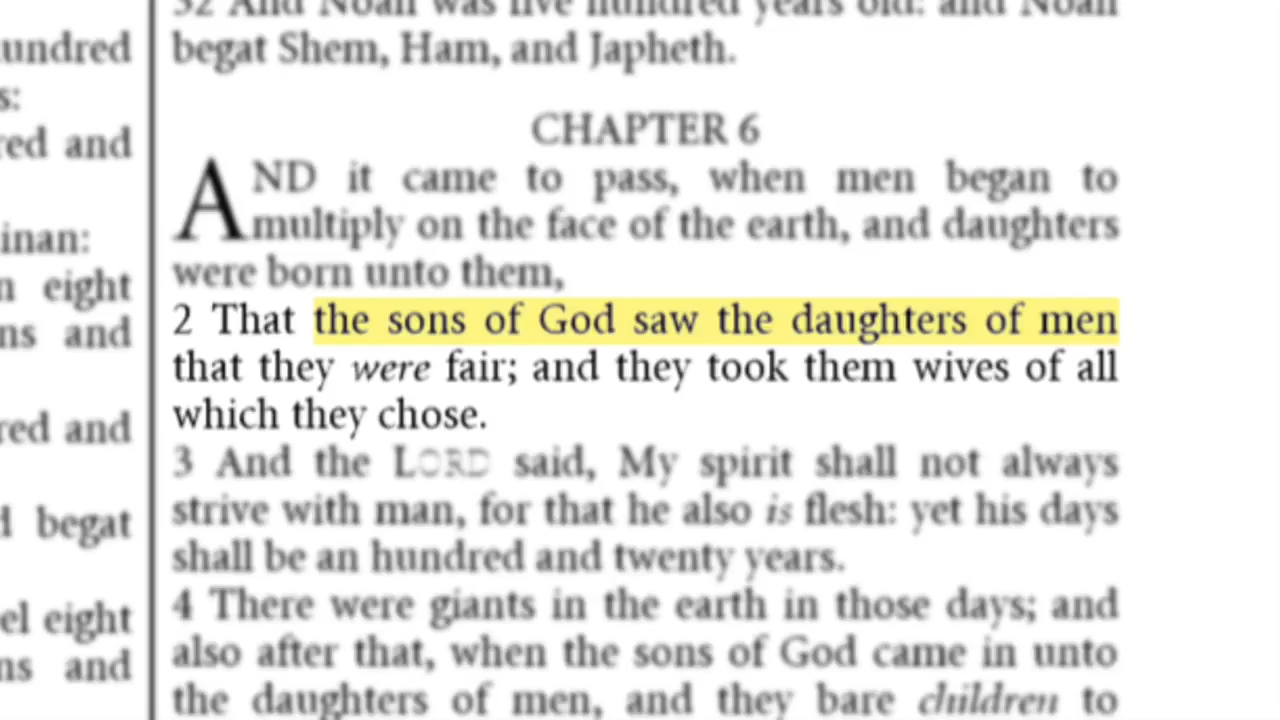 undred
s:
red and
inan:
n eight
ns and
red and
d begat
el eight
ns and
32 And Noah was five hundred years old: and Noah
begat Shem, Ham, and Japheth.
CHAPTER 6
AND it came to pass, when men began to
multiply on the face of the earth, and daughters
were born unto them,
2 That the sons of God saw the daughters of men
that they were fair; and they took them wives of all
which they chose.
3 And the LORD said, My spirit shall not always
strive with man, for that he also is flesh: yet his days
shall be an hundred and twenty years.
4 There were giants in the earth in those days; and
also after that, when the sons of God came in unto
the daughters of men, and they bare children to